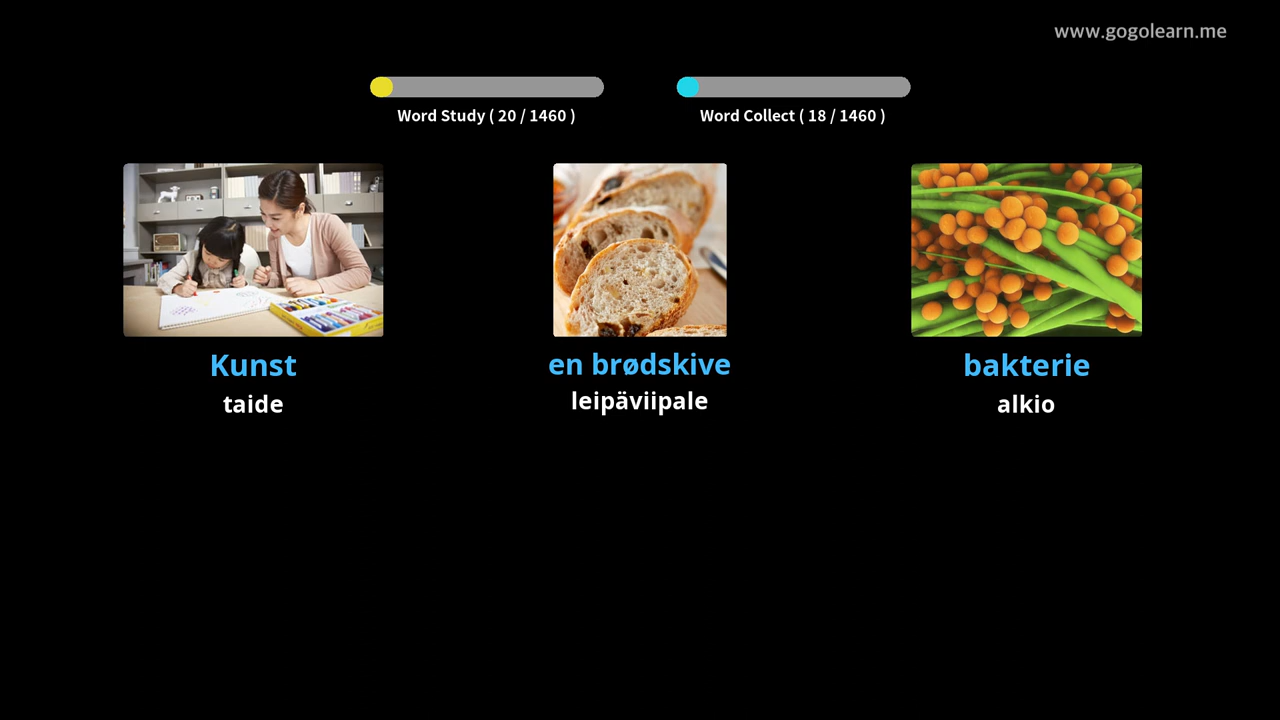 www.gogolearn.me
Word Study ( 20 / 1460 )
Word Collect ( 18 / 1460 )
Kunst
taide
en brødskive
leipäviipale
bakterie
alkio